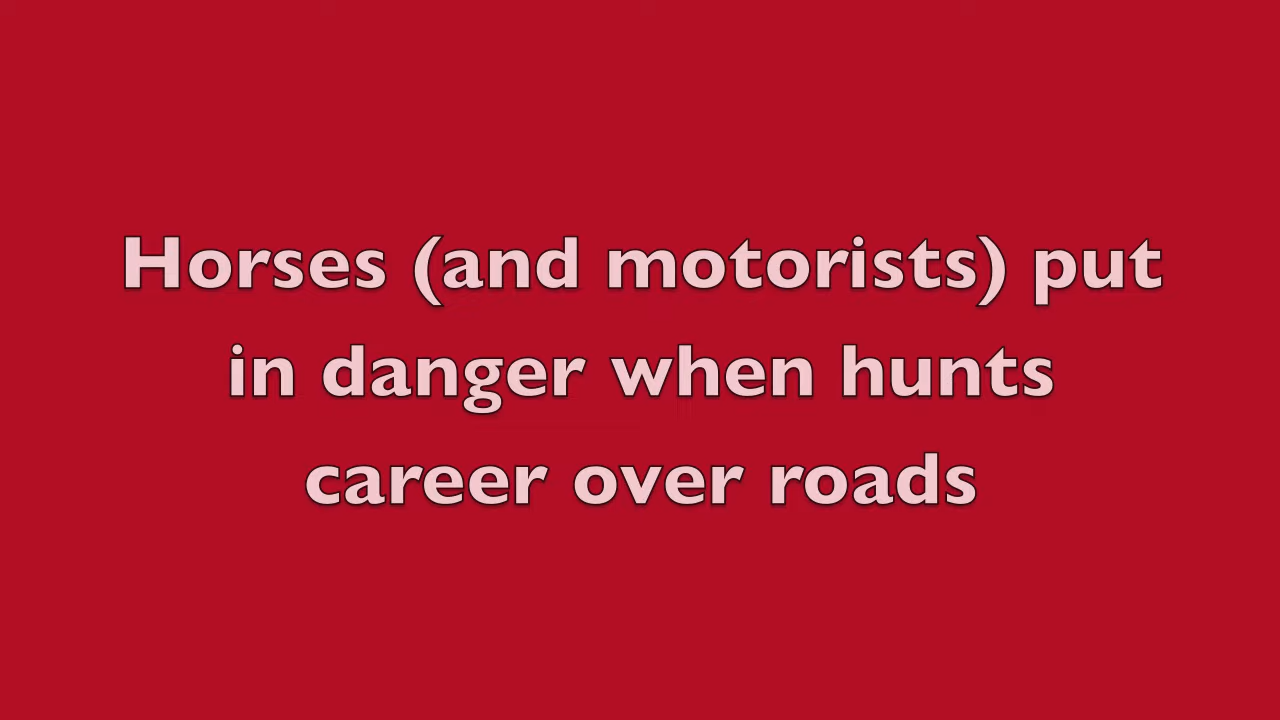 Horses (and motorists) put
in danger when hunts
career over roads